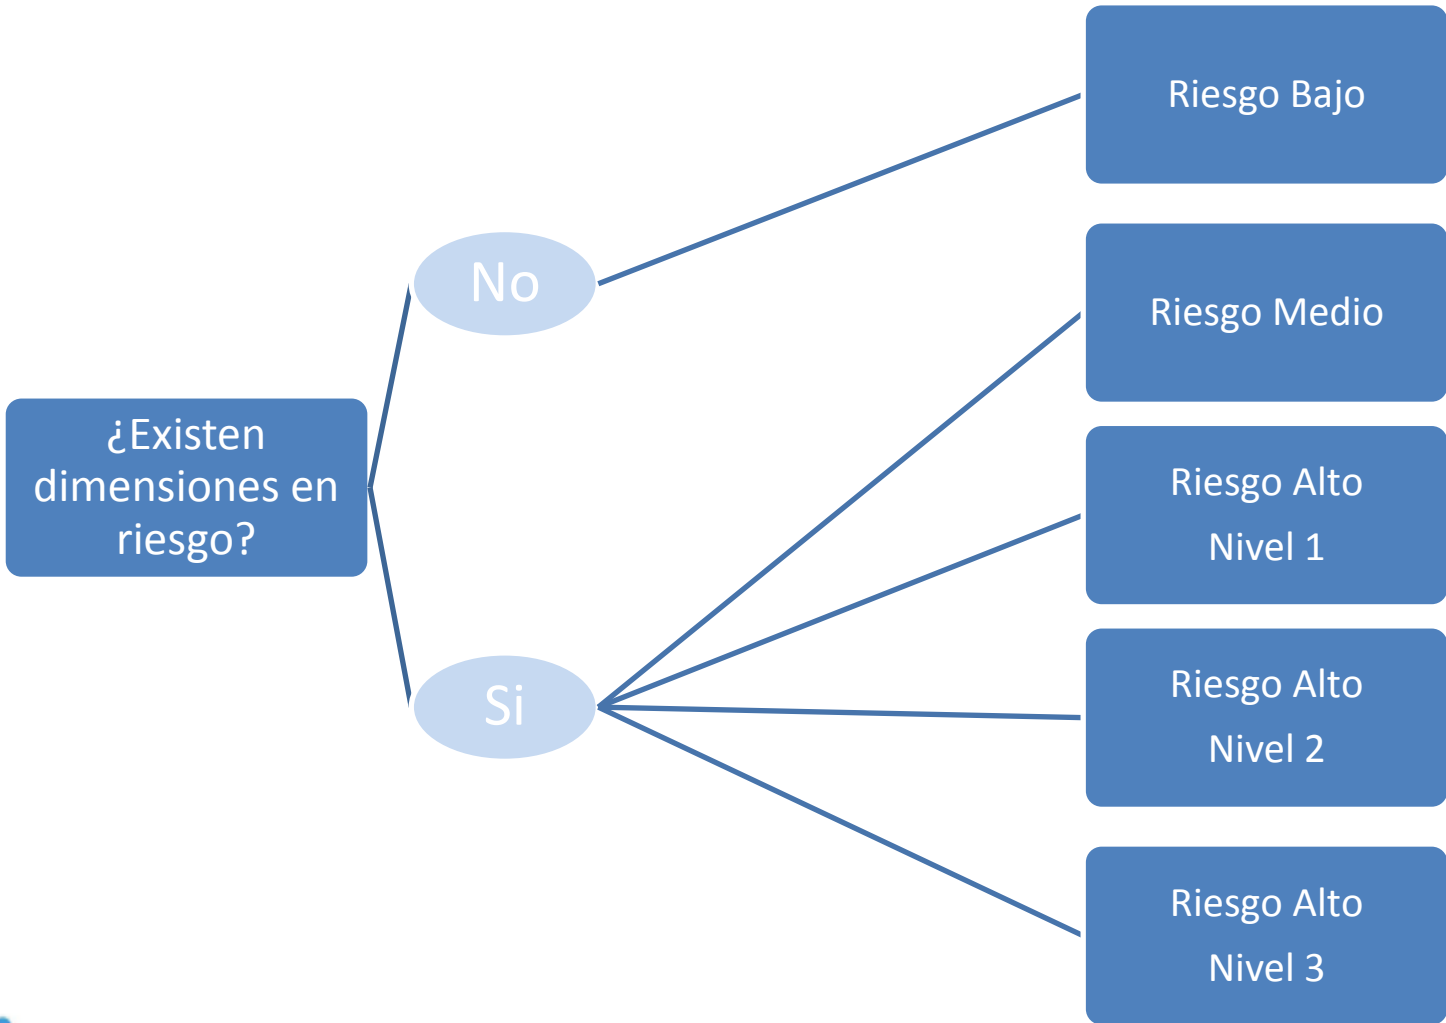 ¿Existen
dimensiones en
riesgo?
No
Si
Riesgo Bajo
Riesgo Medio
Riesgo Alto
Nivel 1
Riesgo Alto
Nivel 2
Riesgo Alto
Nivel 3